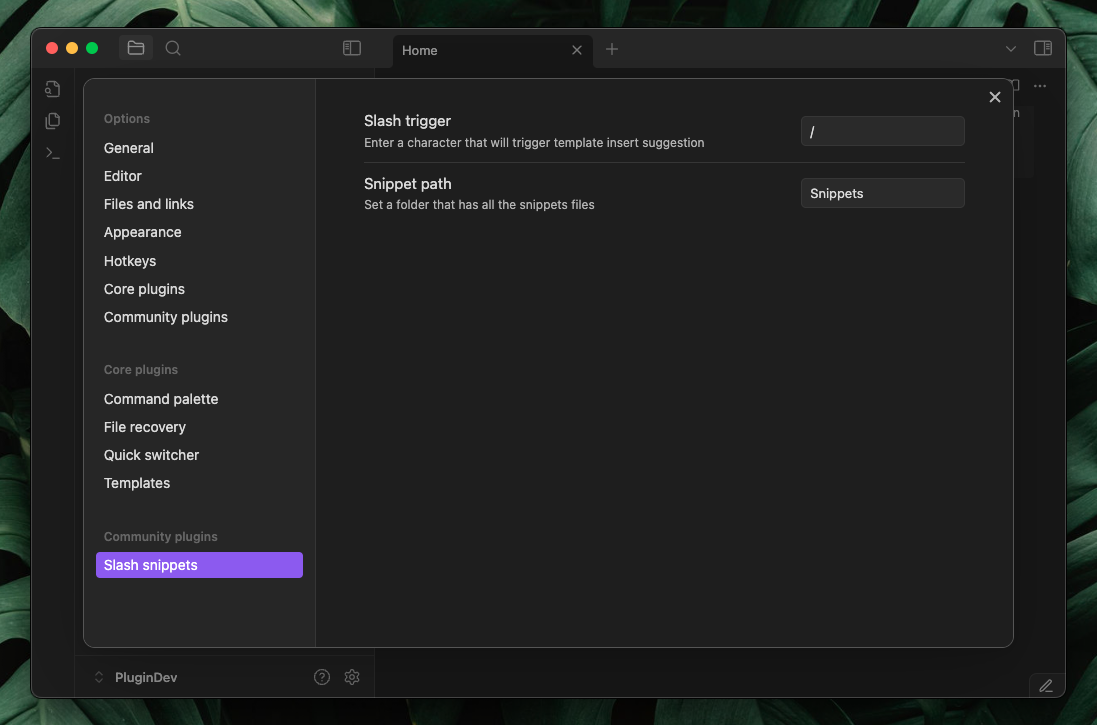 Home
Options
General
Editor
Files and links
Appearance
Hotkeys
Core plugins
Community plugins
Core plugins
Command palette
File recovery
Quick switcher
Templates
Community plugins
Slash snippets
Slash trigger
Enter a character that will trigger template insert suggestion
/
Snippet path
Set a folder that has all the snippets files
Snippets
PluginDev